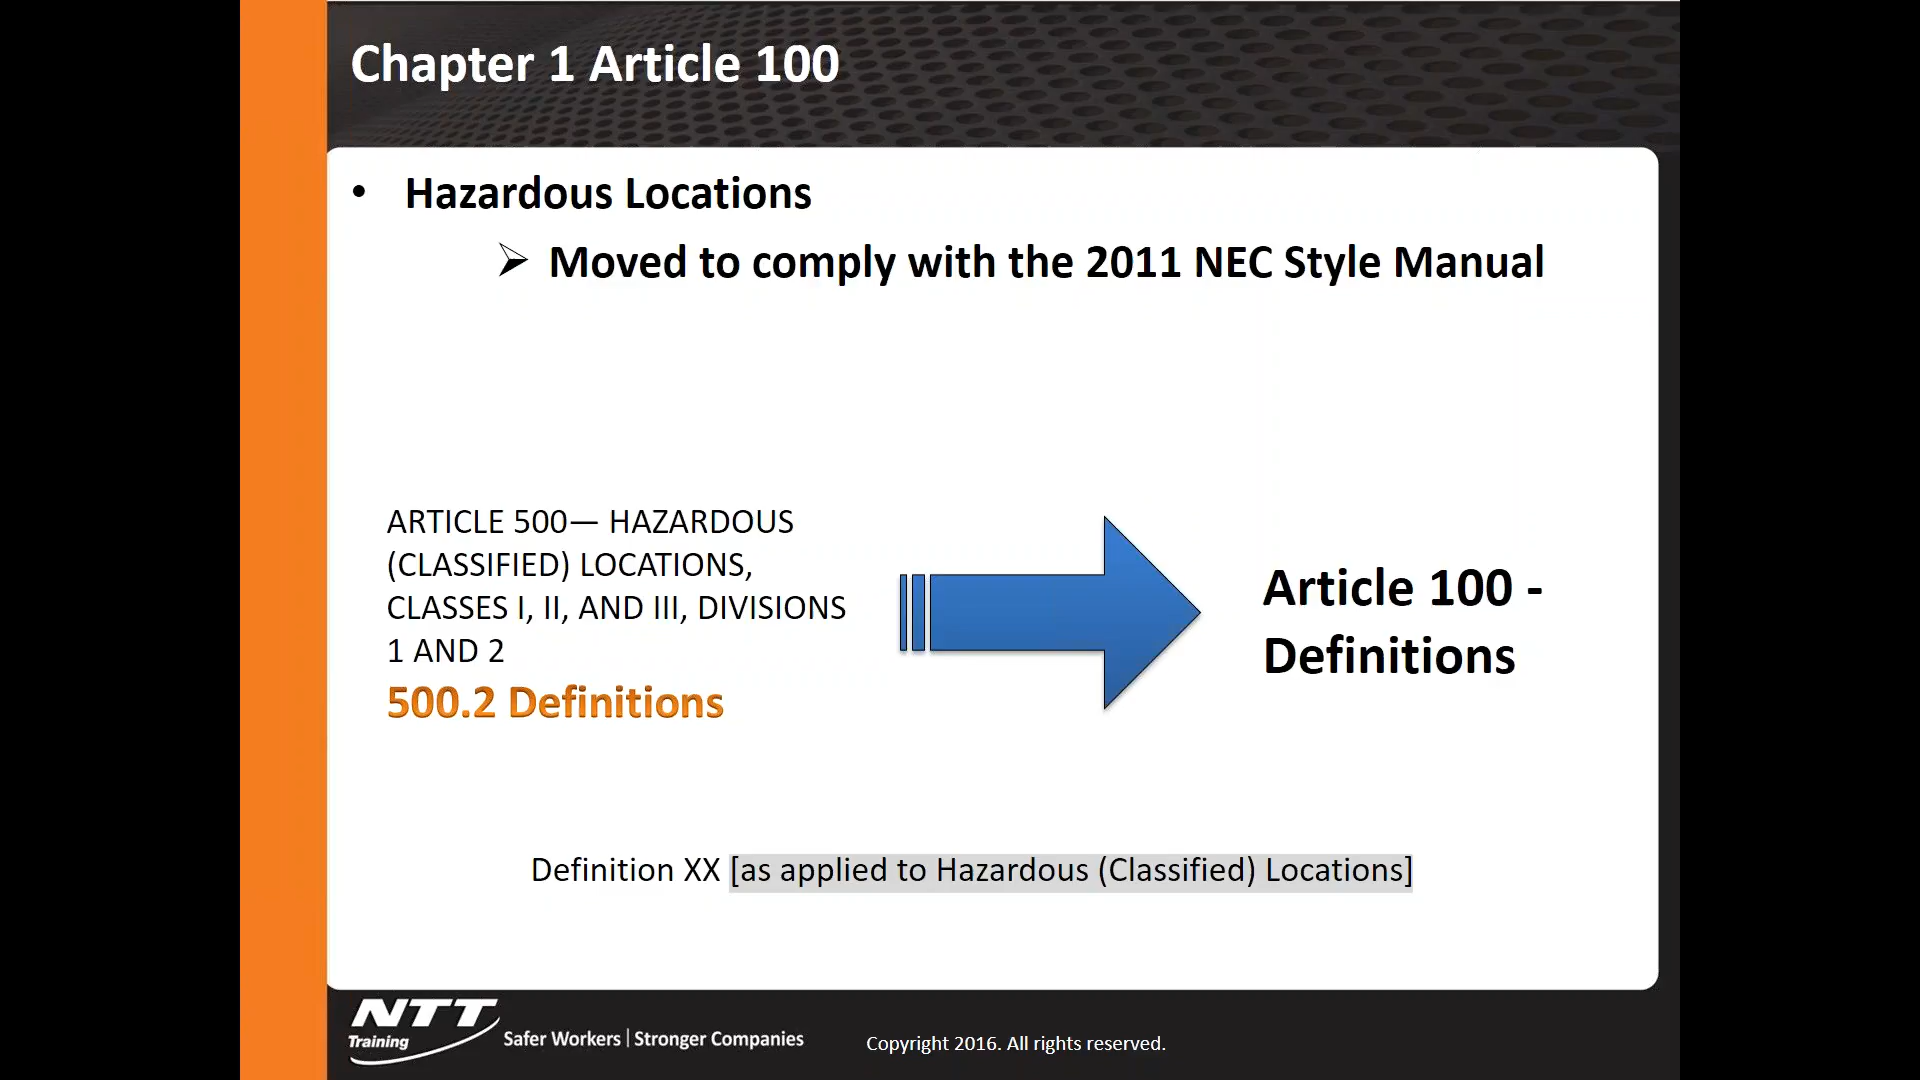 Chapter 1 Article 100
• Hazardous Locations
➢ Moved to comply with the 2011 NEC Style Manual
ARTICLE 500— HAZARDOUS
(CLASSIFIED) LOCATIONS,
CLASSES I, II, AND III, DIVISIONS
1 AND 2
500.2 Definitions
Article 100 -
Definitions
Definition XX [as applied to Hazardous (Classified) Locations]
NTT
Training
Safer Workers | Stronger Companies
Copyright 2016. All rights reserved.